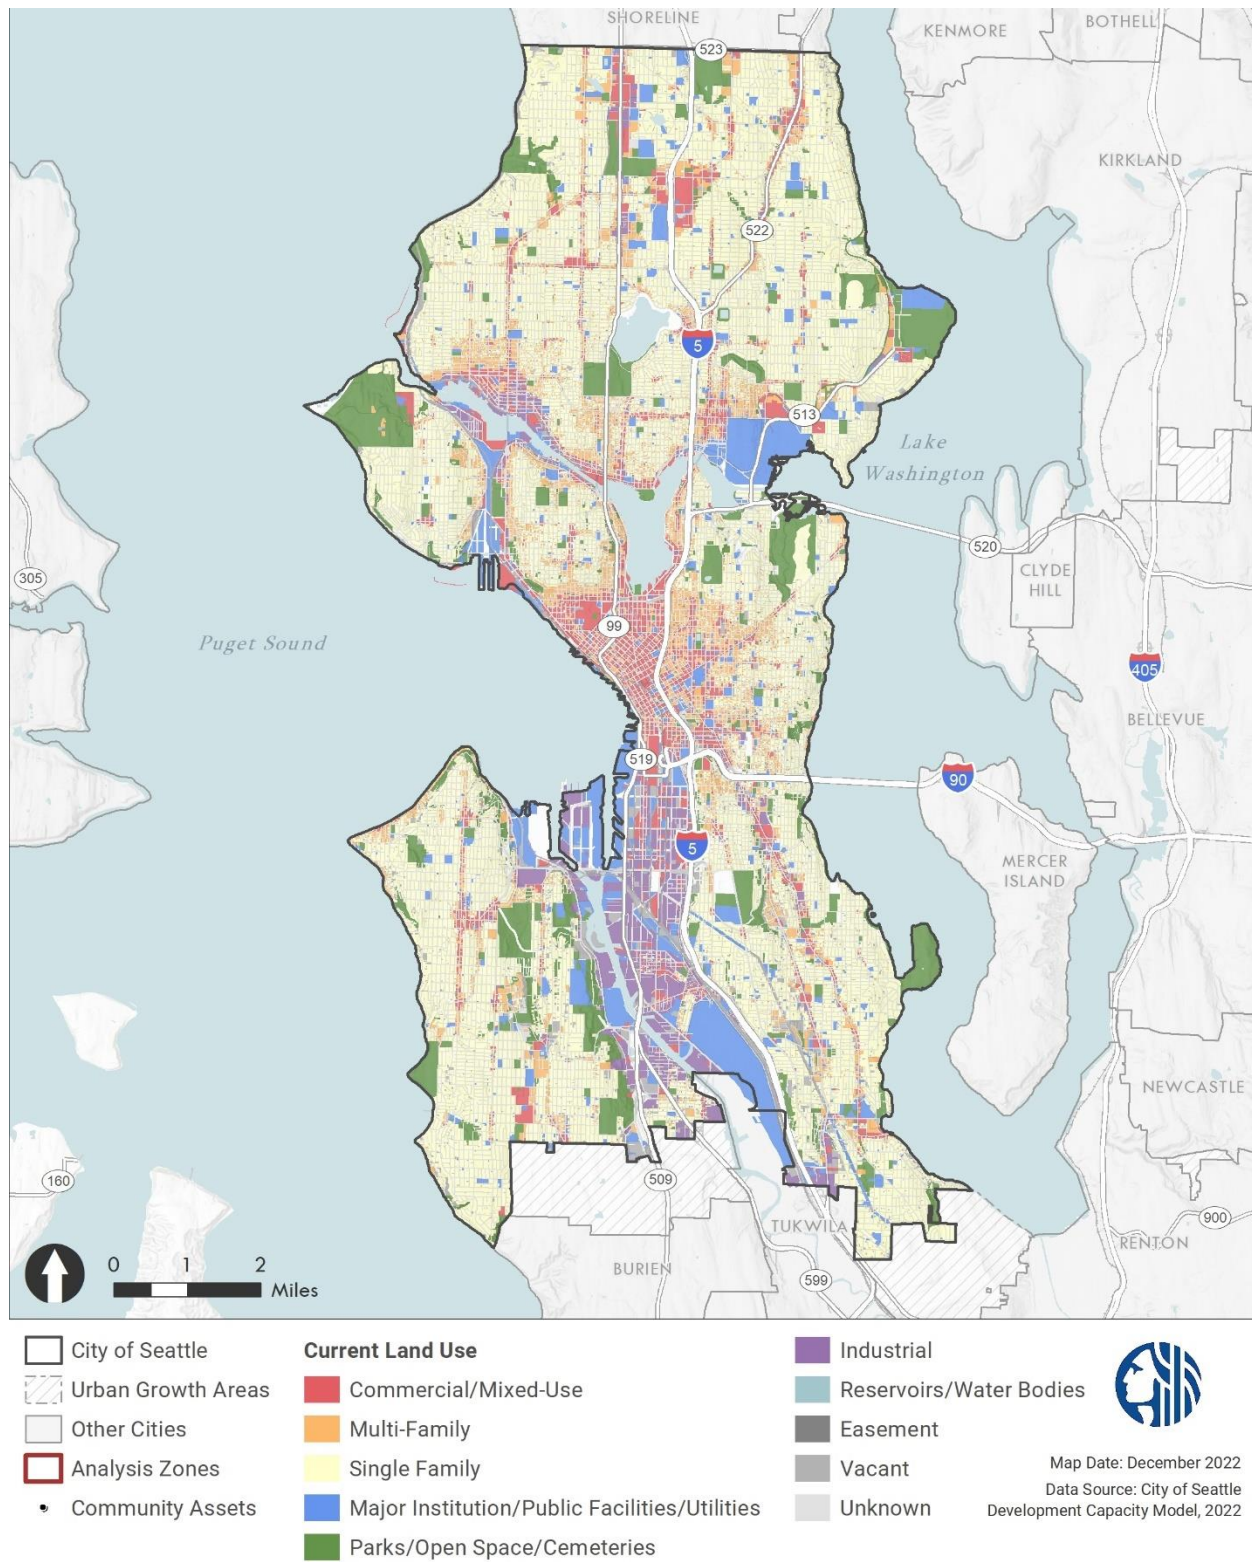 SHORELINE
KENMORE
BOTHELL
523
KIRKLAND
522
5
513
Lake
Washington
520
CLYDE
HILL
305
99
Puget Sound
405
BELLEVUE
519
90
5
MERCER
ISLAND
NEWCASTLE
160
509
TUKWILA
900
RENTON
BURIEN
599
0 1 2
Miles
City of Seattle
Urban Growth Areas
Other Cities
Analysis Zones
Community Assets
Current Land Use
Commercial/Mixed-Use
Multi-Family
Single Family
Major Institution/Public Facilities/Utilities
Parks/Open Space/Cemeteries
Industrial
Reservoirs/Water Bodies
Easement
Vacant
Unknown
Map Date: December 2022
Data Source: City of Seattle
Development Capacity Model, 2022